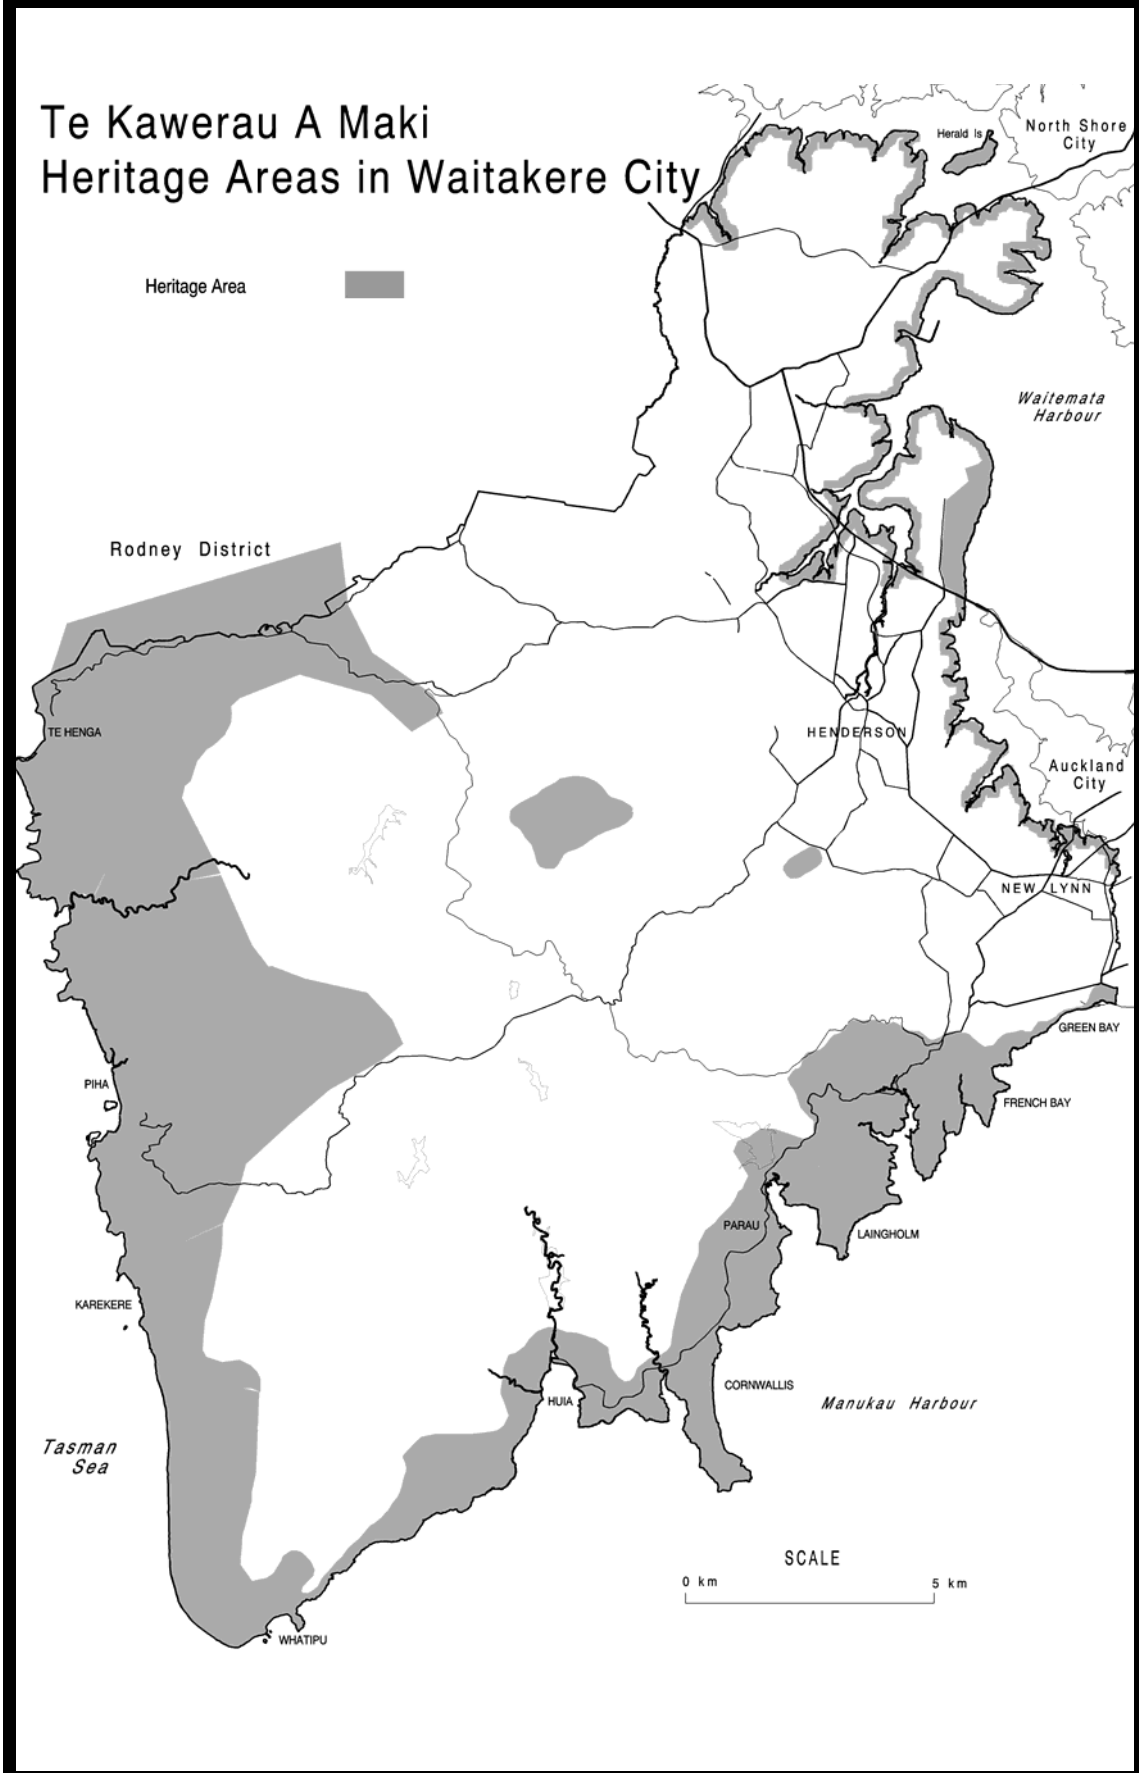 Te Kawerau A Maki
Heritage Areas in Waitakere City
Heritage Area
Herald Is
North Shore
City
Waitemata
Harbour
Rodney District
TE HENGA
HENDERSON
Auckland
City
NEW LYNN
GREEN BAY
PIHA
FRENCH BAY
PARAU
LAINGHOLM
KAREKERE
CORNWALLIS
HUIA
Manukau Harbour
Tasman
Sea
SCALE
0 km 5 km
WHATIPU